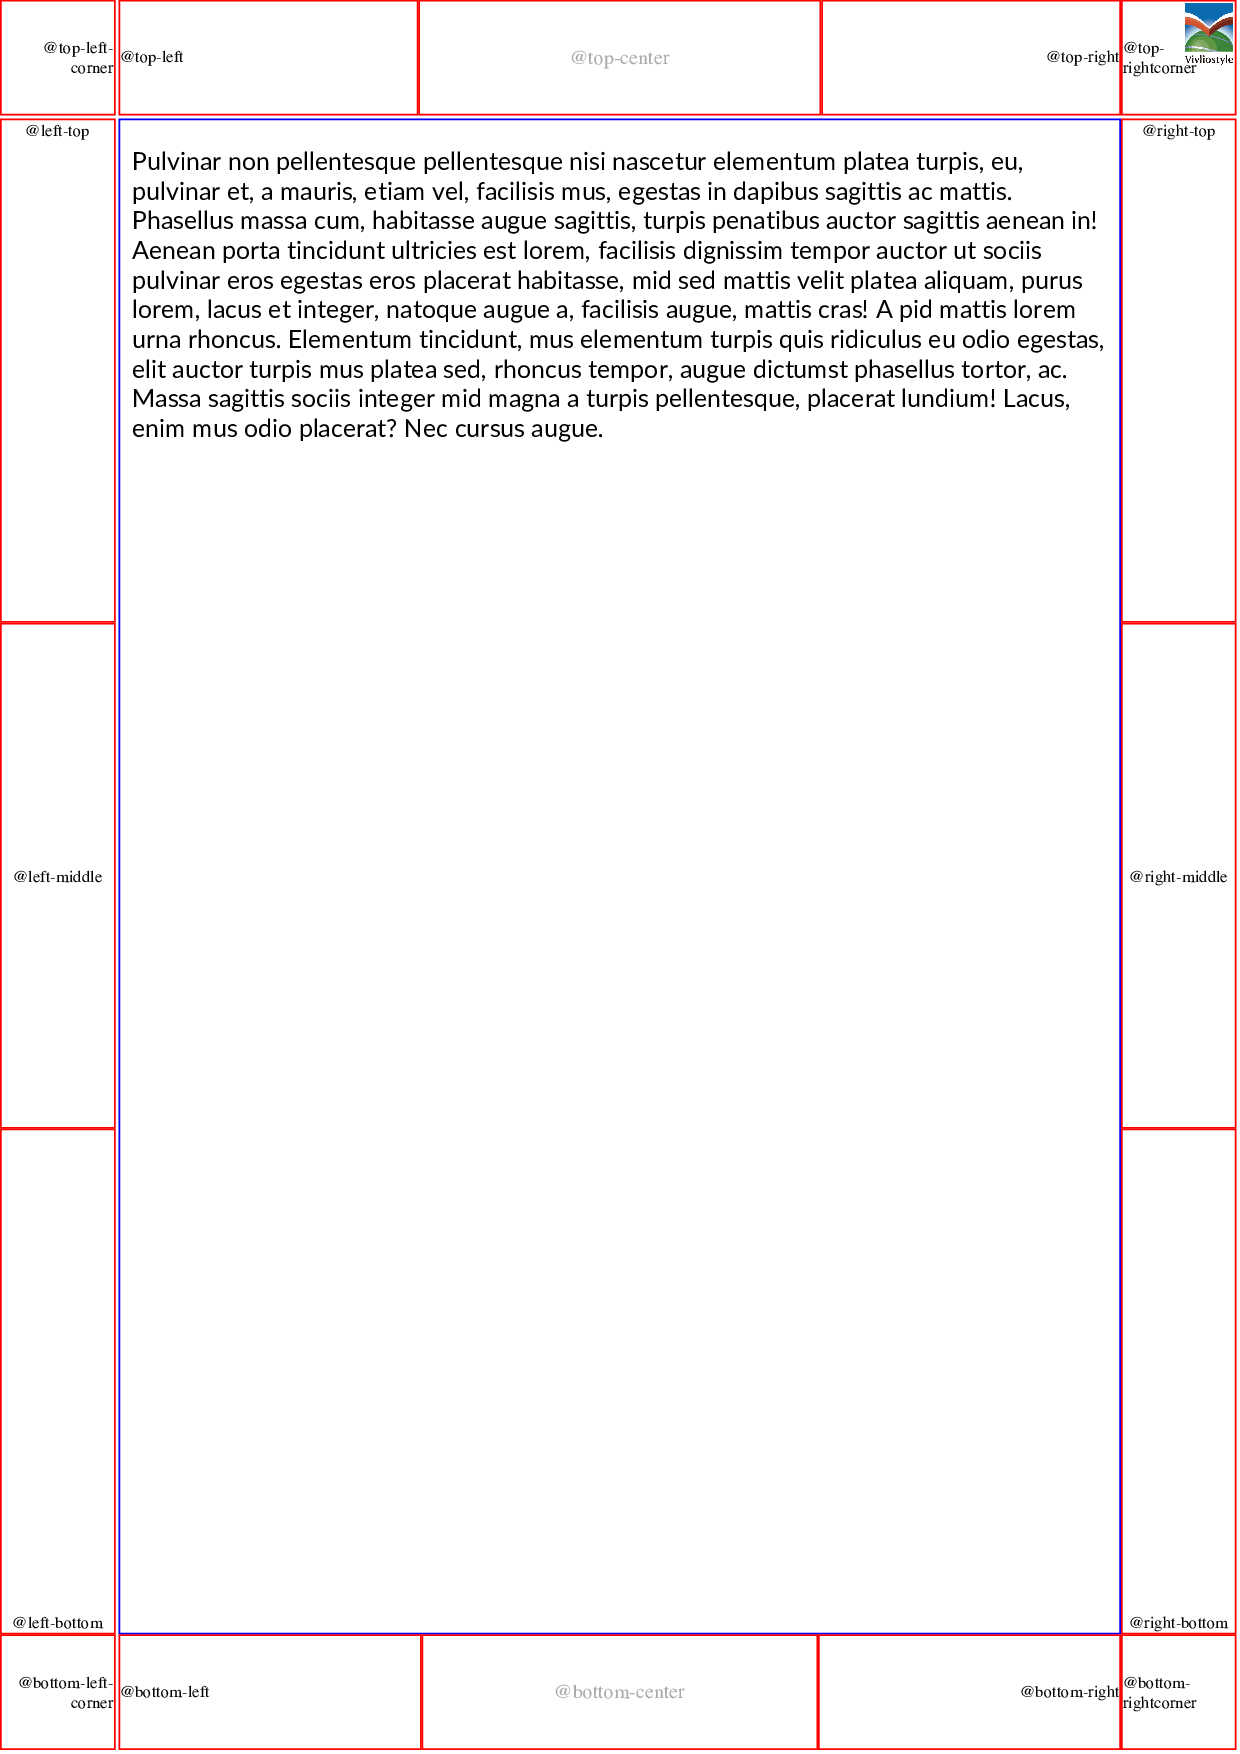 @top-left-
corner
@top-left
@top-center
@top-right
@top-
rightcorner
Vivliostyle
@left-top
@right-top
Pulvinar non pellentesque pellentesque nisi nascetur elementum platea turpis, eu,
pulvinar et, a mauris, etiam vel, facilisis mus, egestas in dapibus sagittis ac mattis.
Phasellus massa cum, habitasse augue sagittis, turpis penatibus auctor sagittis aenean in!
Aenean porta tincidunt ultricies est lorem, facilisis dignissim tempor auctor ut sociis
pulvinar eros egestas eros placerat habitasse, mid sed mattis velit platea aliquam, purus
lorem, lacus et integer, natoque augue a, facilisis augue, mattis cras! A pid mattis lorem
urna rhoncus. Elementum tincidunt, mus elementum turpis quis ridiculus eu odio egestas,
elit auctor turpis mus platea sed, rhoncus tempor, augue dictumst phasellus tortor, ac.
Massa sagittis sociis integer mid magna a turpis pellentesque, placerat lundium! Lacus,
enim mus odio placerat? Nec cursus augue.
@left-middle
@right-middle
@left-bottom
@right-bottom
@bottom-left-
corner
@bottom-left
@bottom-center
@bottom-right
@bottom-
rightcorner